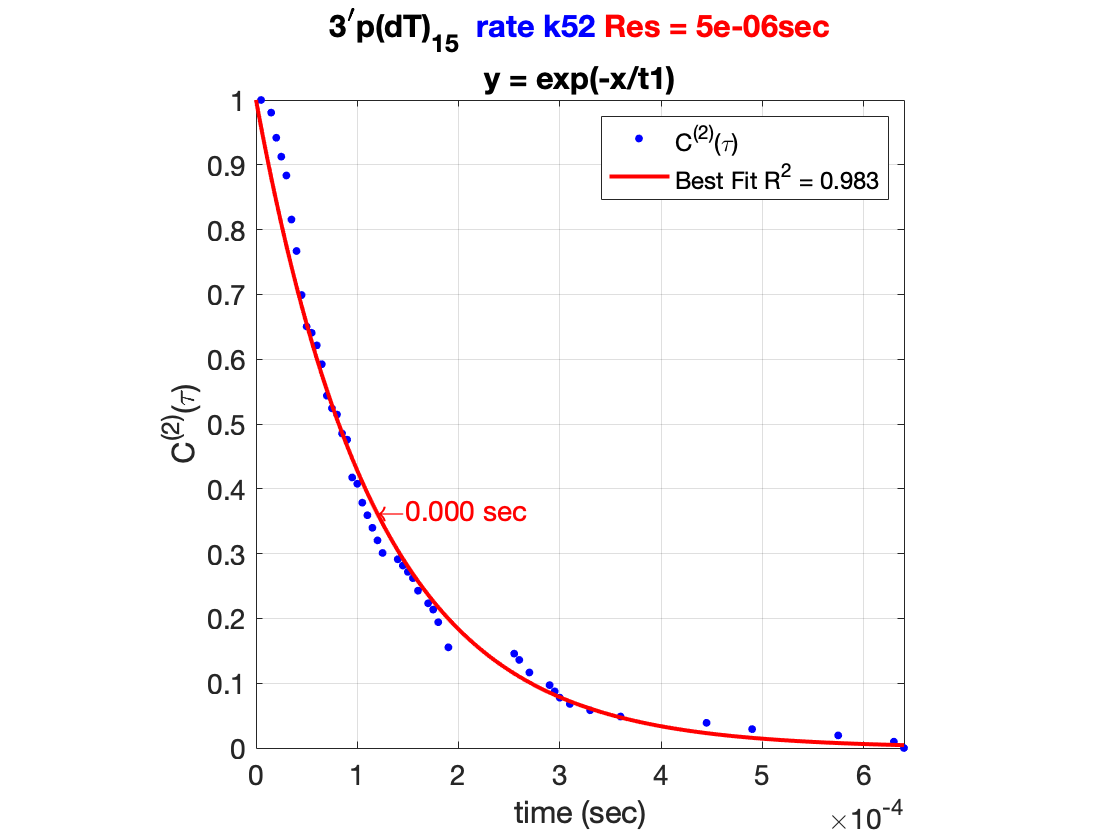 3′p(dT)₁₅ rate k52 Res = 5e-06sec
y = exp(-x/t1)
C⁽²⁾(τ)
Best Fit R² = 0.983
1
0.9
0.8
0.7
0.6
0.5
0.4
0.3
0.2
0.1
0
C⁽²⁾(τ)
←0.000 sec
0 1 2 3 4 5 6
time (sec)
×10⁻⁴